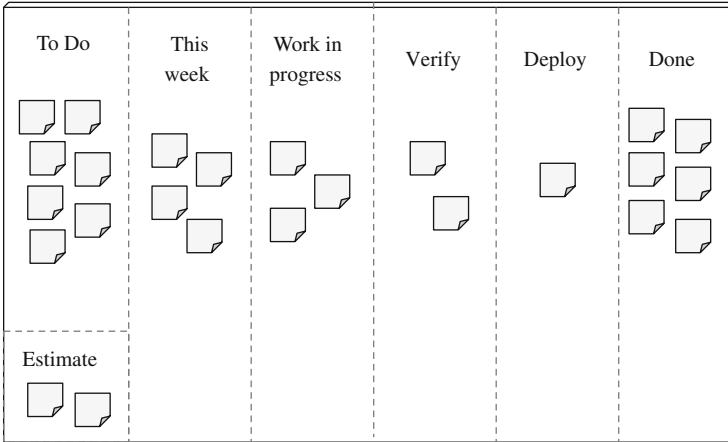 To Do
This
week
Work in
progress
Verify
Deploy
Done
Estimate